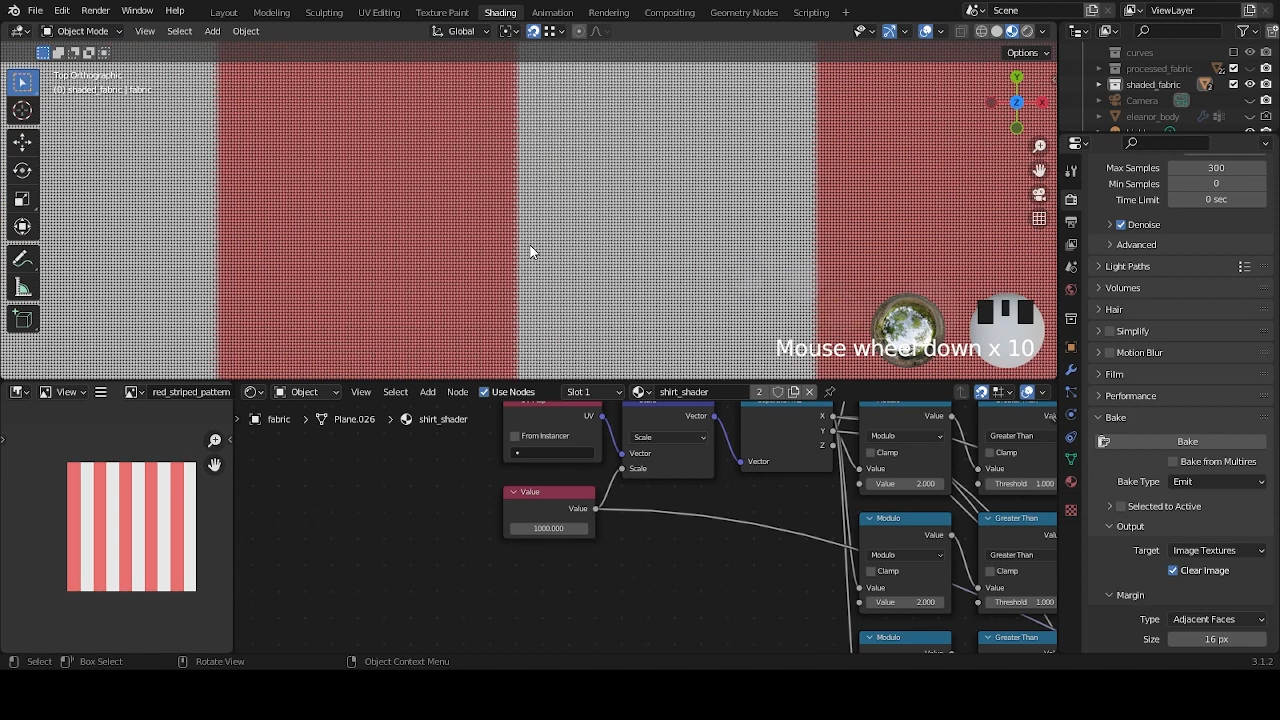 File Edit Render Window Help Layout Modeling Sculpting UV Editing Texture Paint Shading Animation Rendering Compositing Geometry Nodes Scripting + Scene ViewLayer
Object Mode View Select Add Object Global
Options
Top Orthographic
(0) shaded_fabric | fabric
Y
X
Z
curves
processed_fabric
shaded_fabric 2
Camera
eleanor_body
Max Samples 300
Min Samples 0
Time Limit 0 sec
Denoise
Advanced
Light Paths
Volumes
Hair
Simplify
Motion Blur
Film
Performance
Bake
Bake
Bake from Multires
Bake Type Emit
Selected to Active
Output
Target Image Textures
Clear Image
Margin
Type Adjacent Faces
Size 16 px
Mouse wheel down x 10
View red_striped_pattern Object View Select Add Node Use Nodes Slot 1 shirt_shader 2
fabric > Plane.026 > shirt_shader
UV
From Instancer
Vector
Scale
Vector
Scale
X
Y
Z
Vector
Value
Value
1000.000
Value
Modulo
Clamp
Value
Value 2.000
Greater Than
Clamp
Value
Threshold 1.000
Modulo
Value
Modulo
Clamp
Value
Value 2.000
Greater Than
Valu
Greater Than
Clamp
Value
Threshold 1.000
Modulo
Greater Than
Select Box Select Rotate View Object Context Menu 3.1.2